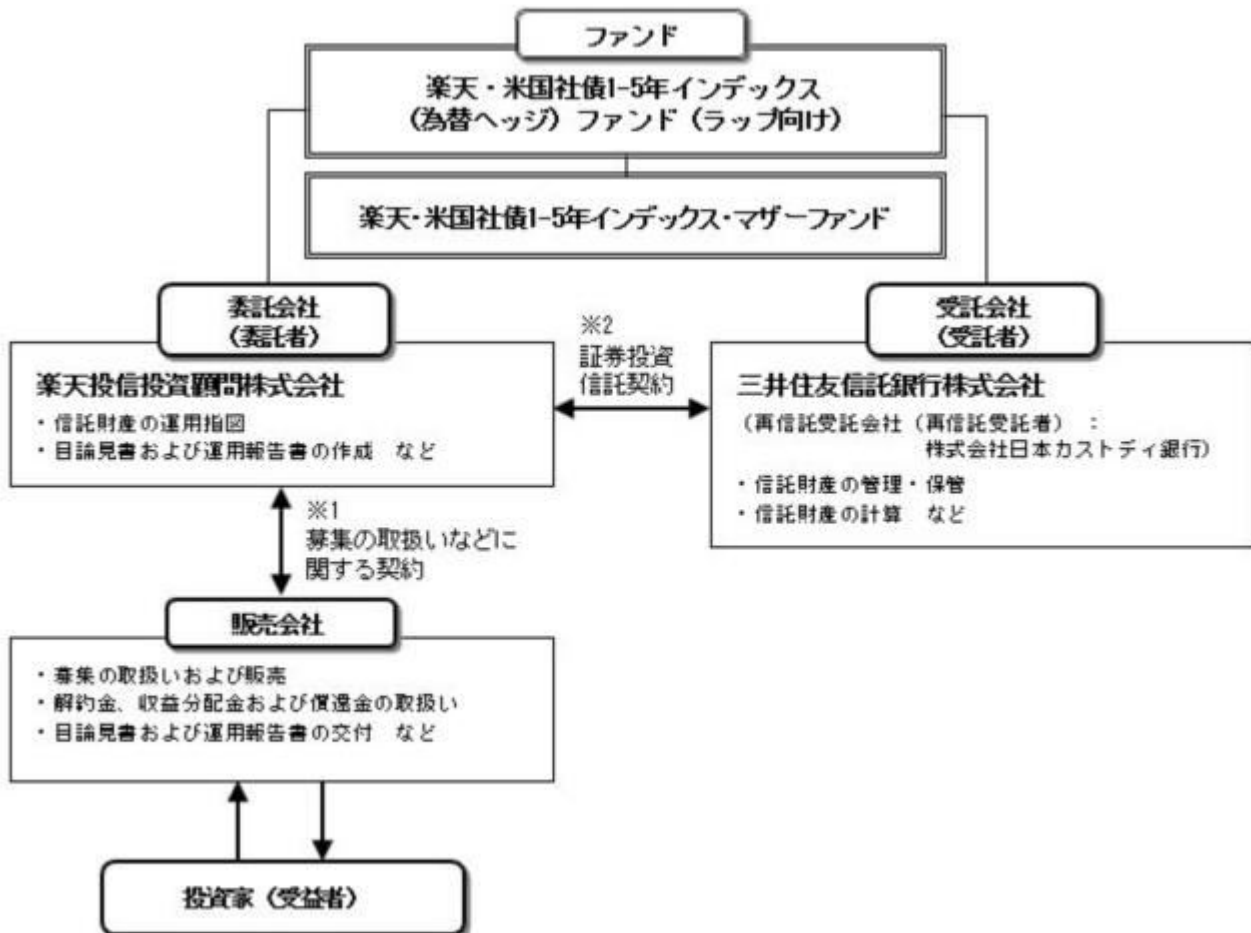 ファンド
楽天・米国社債1-5年インデックス
（為替ヘッジ）ファンド（ラップ向け）
楽天・米国社債1-5年インデックス・マザーファンド
委託会社
（委託者）
楽天投信投資顧問株式会社
・信託財産の運用指図
・目論見書および運用報告書の作成　など
※2
証券投資
信託契約
受託会社
（受託者）
三井住友信託銀行株式会社
（再信託受託会社（再信託受託者）：
株式会社日本カストディ銀行）
・信託財産の管理・保管
・信託財産の計算　など
※1
募集の取扱いなどに
関する契約
販売会社
・募集の取扱いおよび販売
・解約金、収益分配金および償還金の取扱い
・目論見書および運用報告書の交付　など
投資家（受益者）